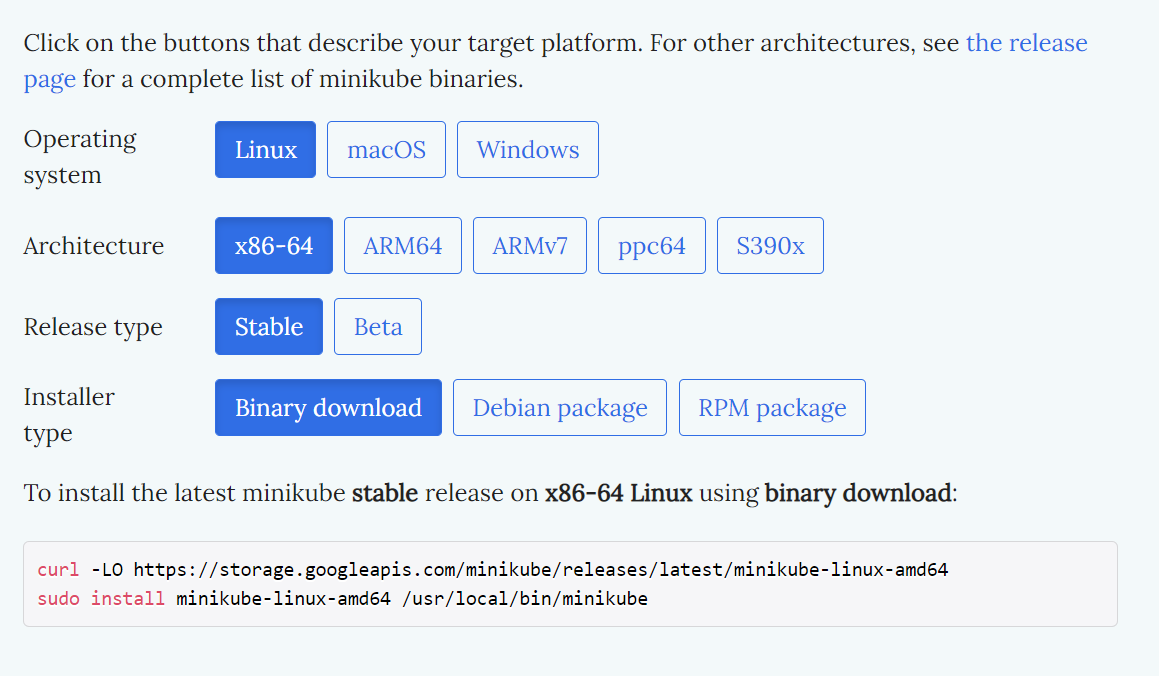 Click on the buttons that describe your target platform. For other architectures, see the release
page for a complete list of minikube binaries.
Operating
system
Linux macOS Windows
Architecture x86-64 ARM64 ARMv7 ppc64 S390x
Release type Stable Beta
Installer
type
Binary download Debian package RPM package
To install the latest minikube stable release on x86-64 Linux using binary download:
curl -LO https://storage.googleapis.com/minikube/releases/latest/minikube-linux-amd64
sudo install minikube-linux-amd64 /usr/local/bin/minikube